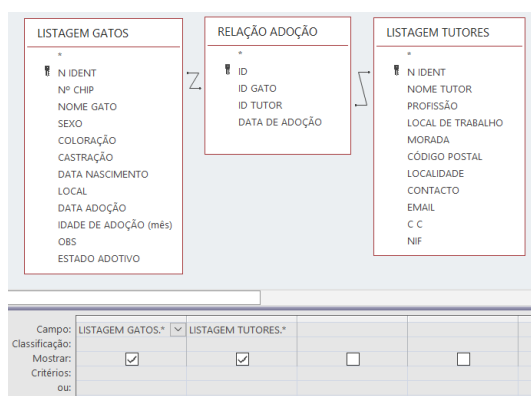 LISTAGEM GATOS
*
N IDENT
Nº CHIP
NOME GATO
SEXO
COLORAÇÃO
CASTRAÇÃO
DATA NASCIMENTO
LOCAL
DATA ADOÇÃO
IDADE DE ADOÇÃO (mês)
OBS
ESTADO ADOTIVO
RELAÇÃO ADOÇÃO
*
ID
ID GATO
ID TUTOR
DATA DE ADOÇÃO
LISTAGEM TUTORES
*
N IDENT
NOME TUTOR
PROFISSÃO
LOCAL DE TRABALHO
MORADA
CÓDIGO POSTAL
LOCALIDADE
CONTACTO
EMAIL
C C
NIF
Campo: LISTAGEM GATOS.* LISTAGEM TUTORES.*
Classificação:
Mostrar:
Critérios:
ou: